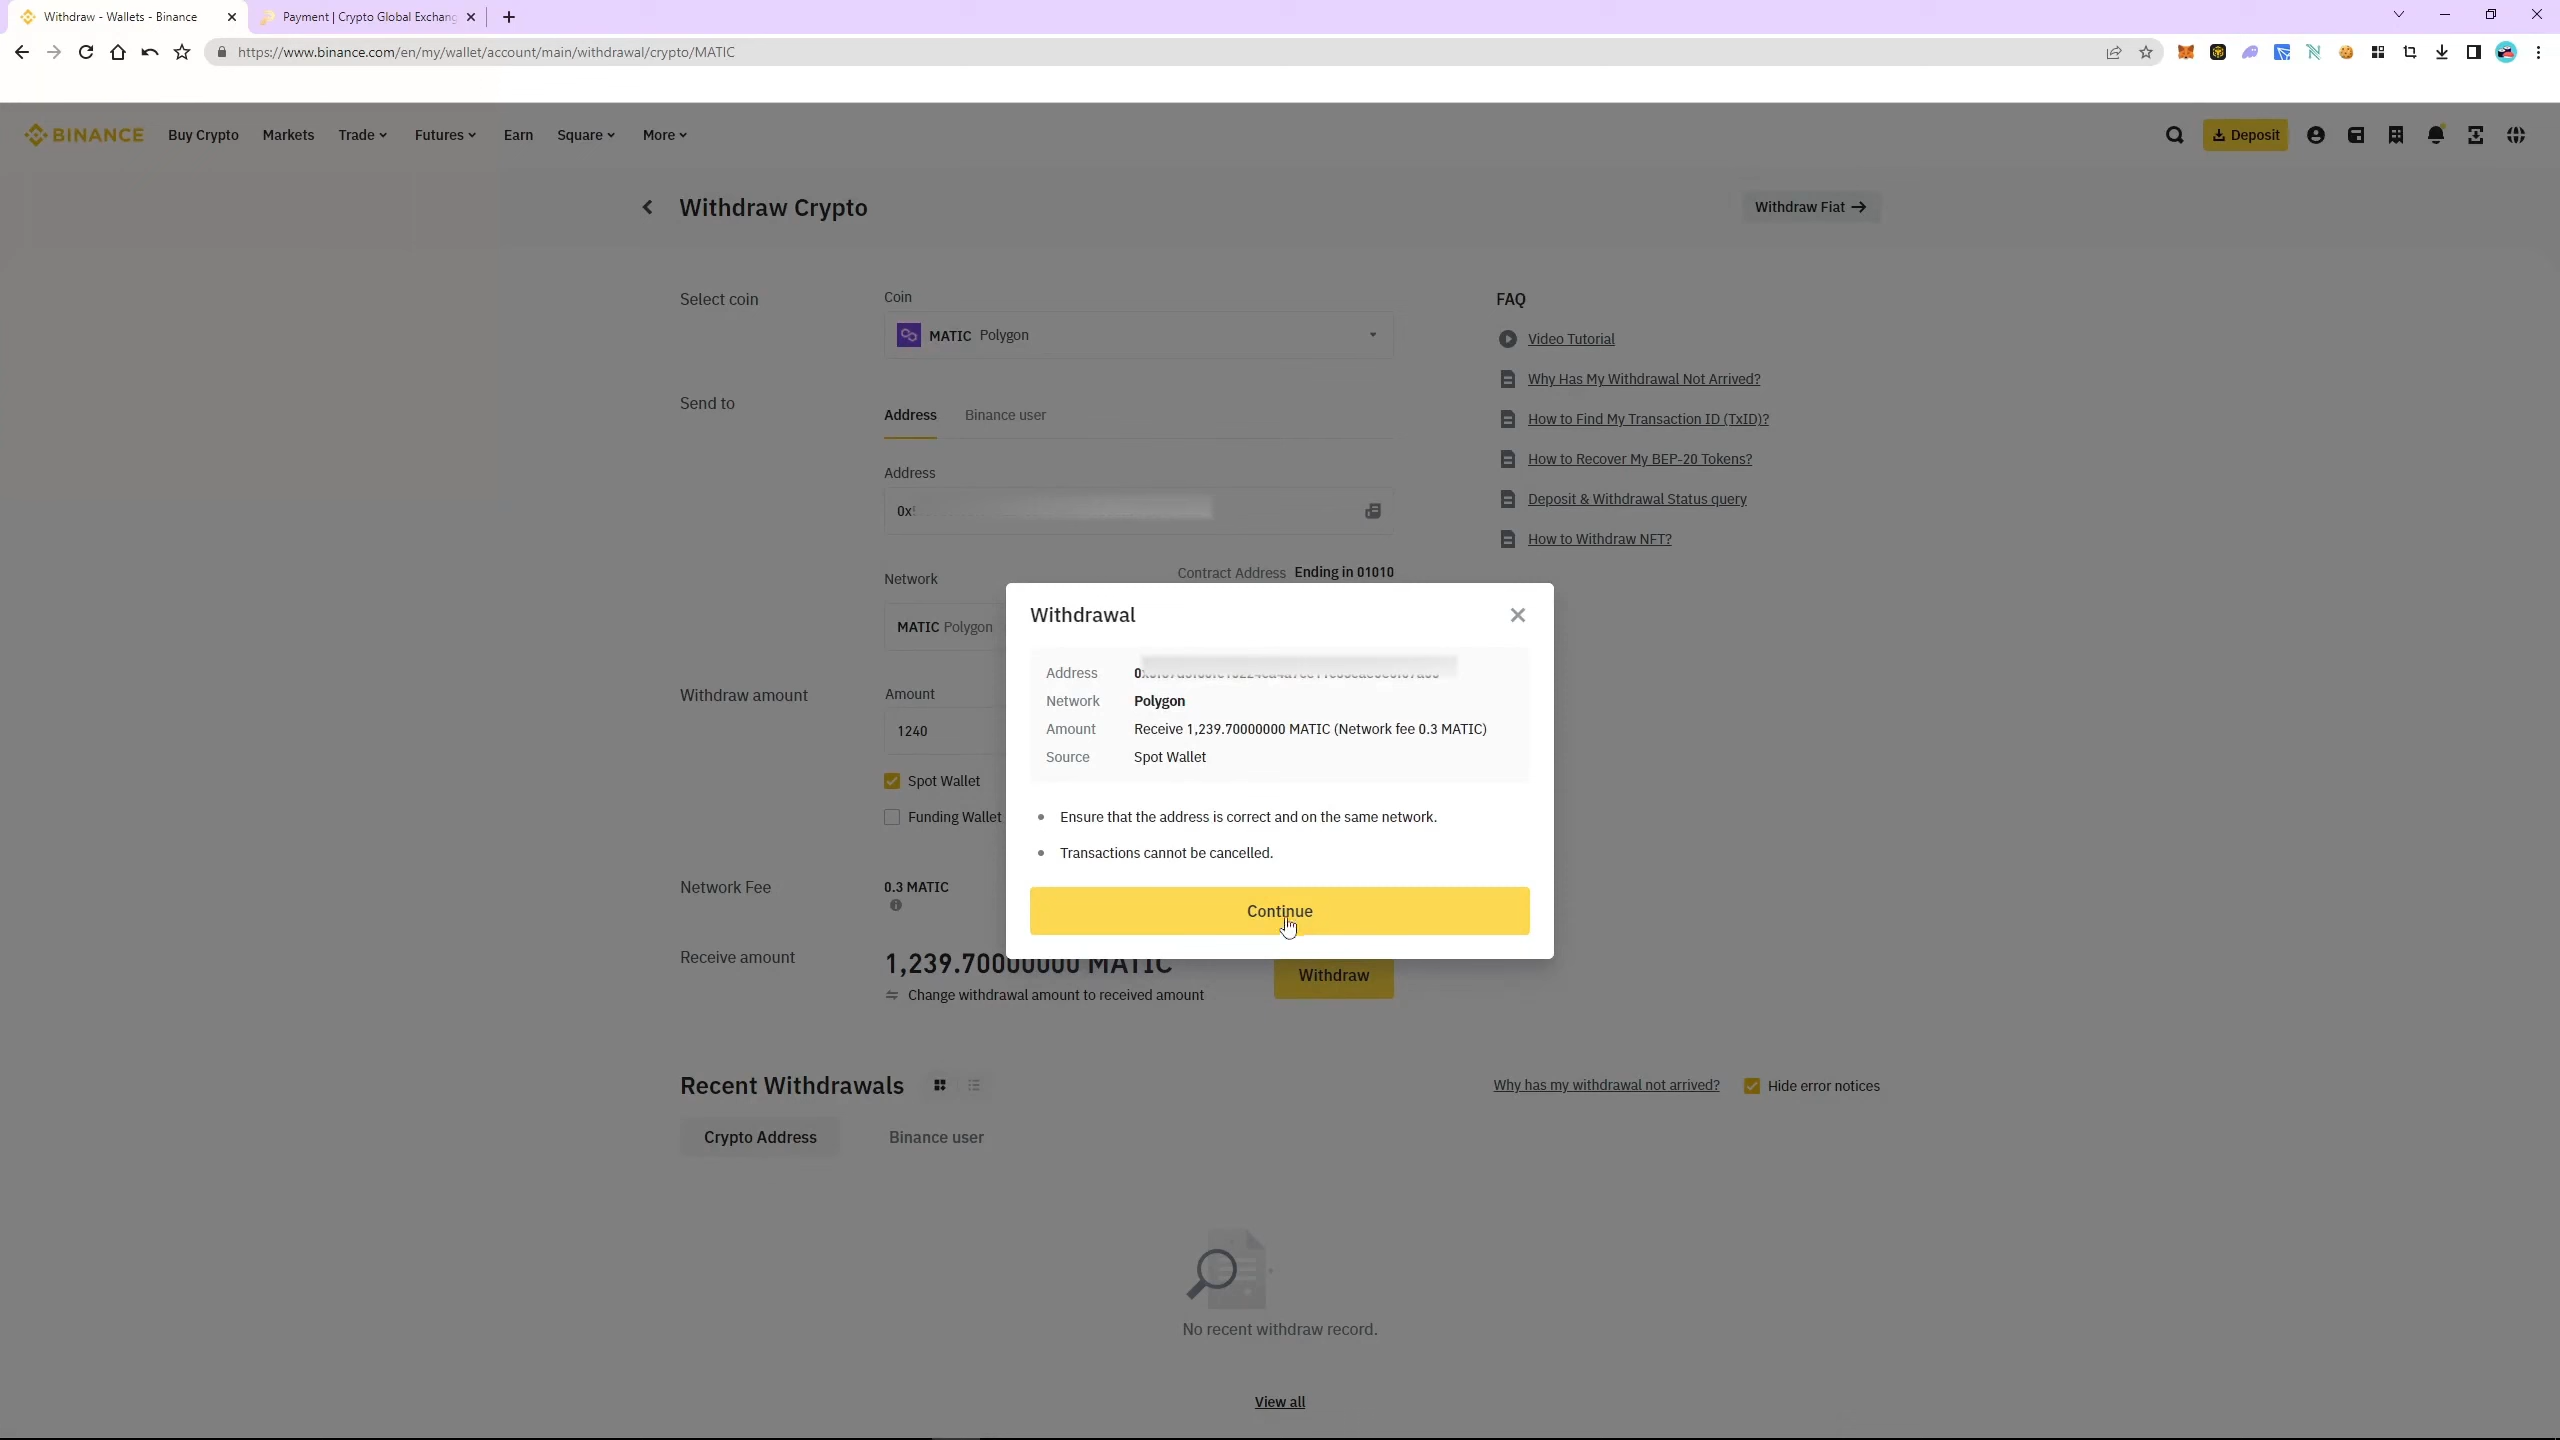 Withdraw - Wallets - Binance
Payment | Crypto Global Exchang
https://www.binance.com/en/my/wallet/account/main/withdrawal/crypto/MATIC
BINANCE Buy Crypto Markets Trade Futures Earn Square More Deposit
Withdraw Crypto
Withdraw Fiat
Select coin
Coin
MATIC Polygon
FAQ
Video Tutorial
Why Has My Withdrawal Not Arrived?
How to Find My Transaction ID (TxID)?
How to Recover My BEP-20 Tokens?
Deposit & Withdrawal Status query
How to Withdraw NFT?
Send to
Address Binance user
Address
Network
Contract Address Ending in 01010
MATIC Polygon
Withdraw amount
Amount
1240
Spot Wallet
Funding Wallet
Network Fee
0.3 MATIC
Receive amount
1,239.70000000 MATIC
Change withdrawal amount to received amount
Withdraw
Withdrawal
Address
Network Polygon
Amount Receive 1,239.70000000 MATIC (Network fee 0.3 MATIC)
Source Spot Wallet
Ensure that the address is correct and on the same network.
Transactions cannot be cancelled.
Continue
Recent Withdrawals
Why has my withdrawal not arrived?
Hide error notices
Crypto Address
Binance user
No recent withdraw record.
View all